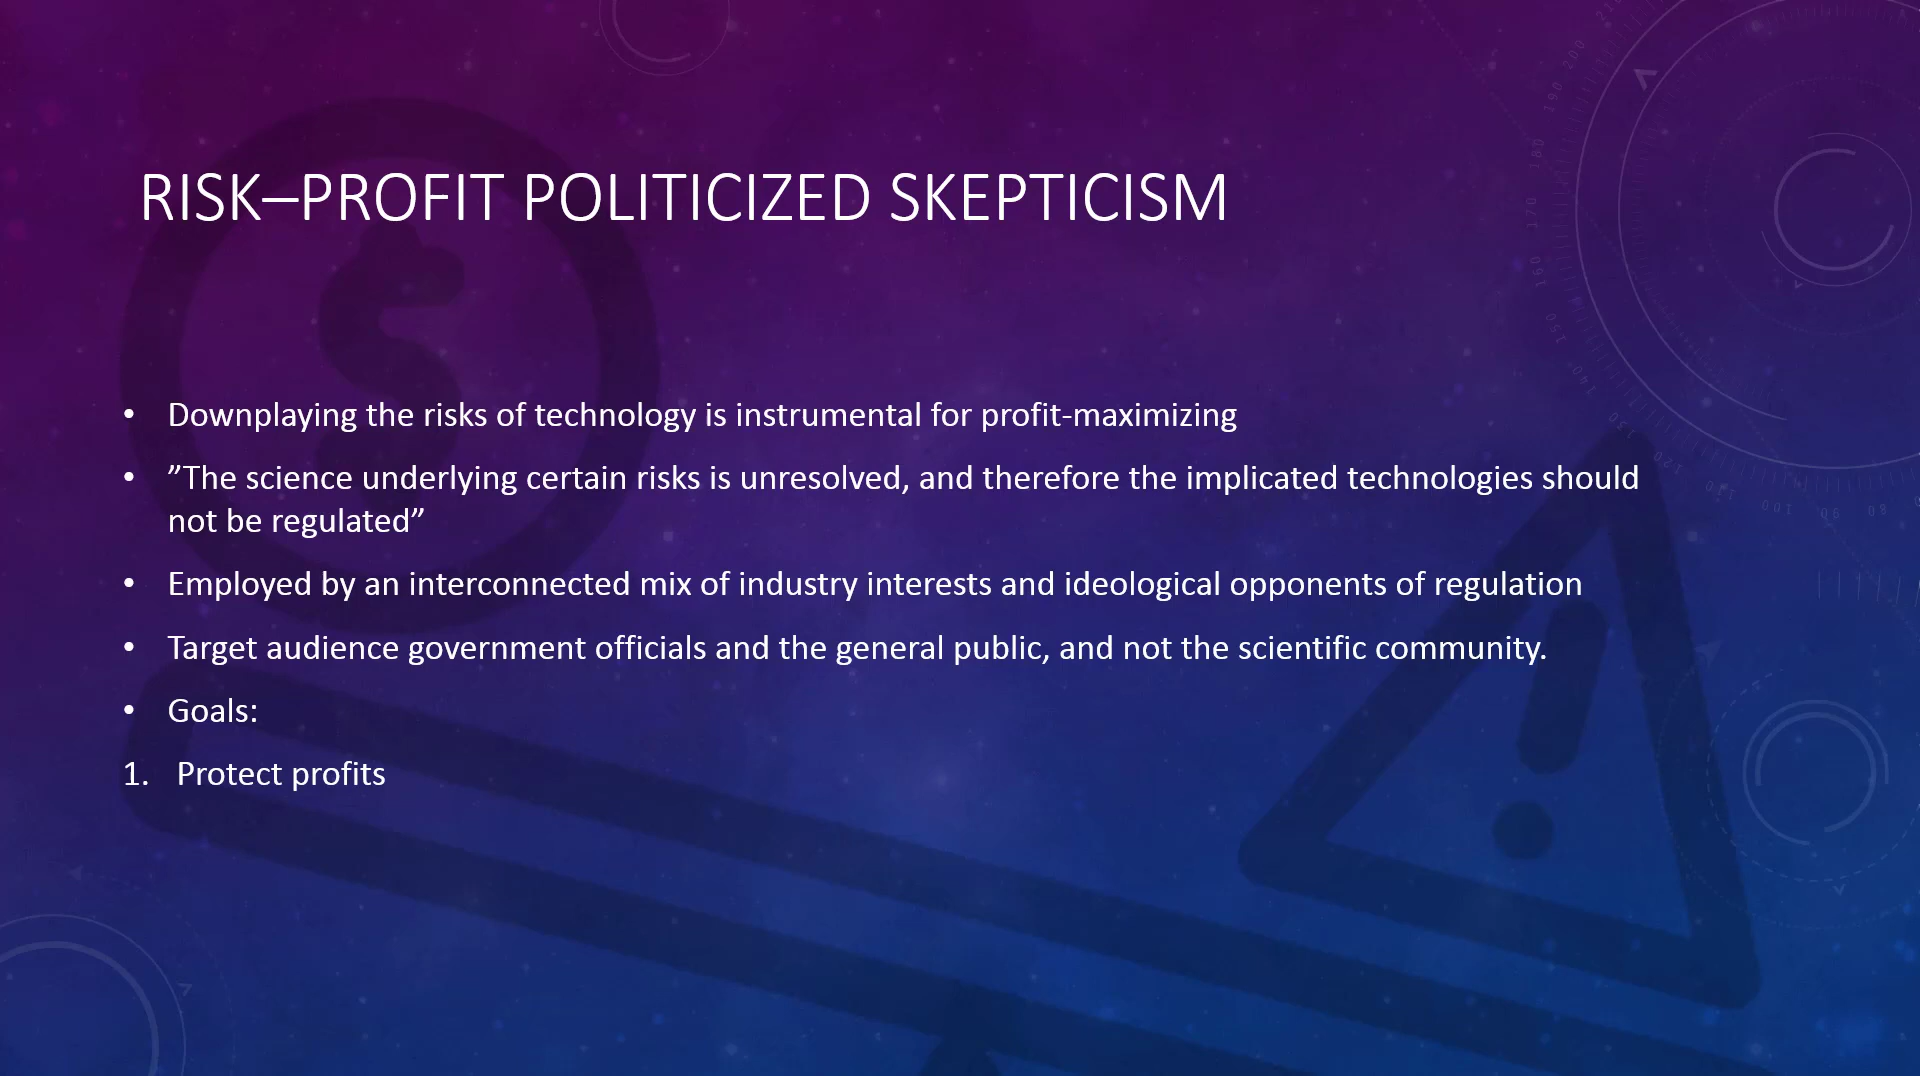 RISK–PROFIT POLITICIZED SKEPTICISM
• Downplaying the risks of technology is instrumental for profit-maximizing
• ”The science underlying certain risks is unresolved, and therefore the implicated technologies should
not be regulated”
• Employed by an interconnected mix of industry interests and ideological opponents of regulation
• Target audience government officials and the general public, and not the scientific community.
• Goals:
1. Protect profits